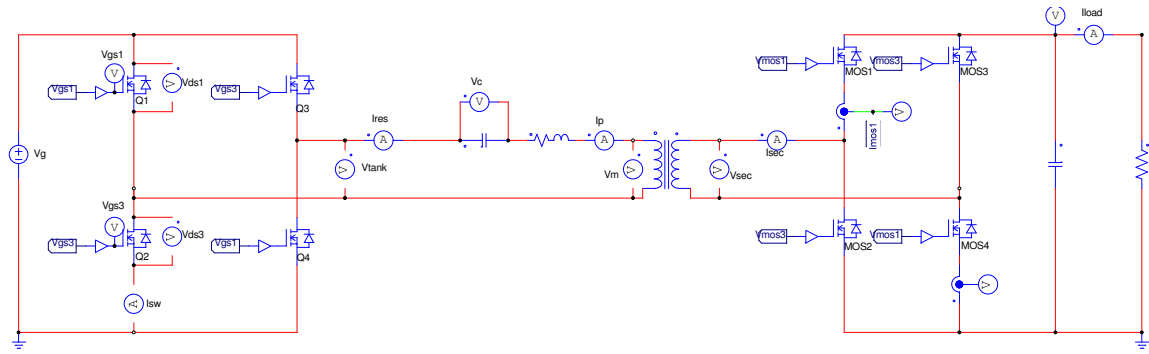 V
Iload
A
Vgs1
V
Vgs1
Q1
V
Vds1
Vgs3
Q3
Vc
V
Vmos1
MOS1
Vmos3
MOS3
V
Imos1
Ires
A
Ip
A
A
Isec
Vg
V
Vtank
Vm
V
V
Vsec
Vgs3
V
Vgs3
Q2
V
Vds3
Vgs1
Q4
Vmos3
MOS2
Vmos1
MOS4
V
A
Isw